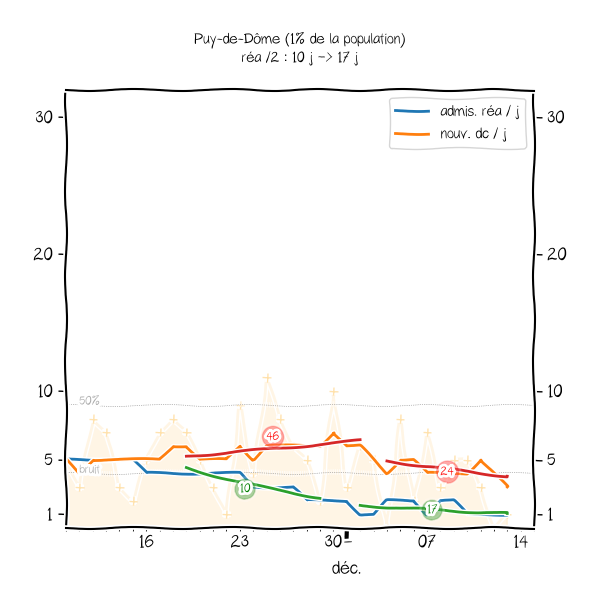 Puy-de-Dôme (1% de la population)
réa /2 : 10 j -> 17 j
admis. réa / j
nouv. dc / j
30 30
20 20
10 10
50%
46
5 5
bruit
24
10
17
1 1
16 23 30 07 14
déc.